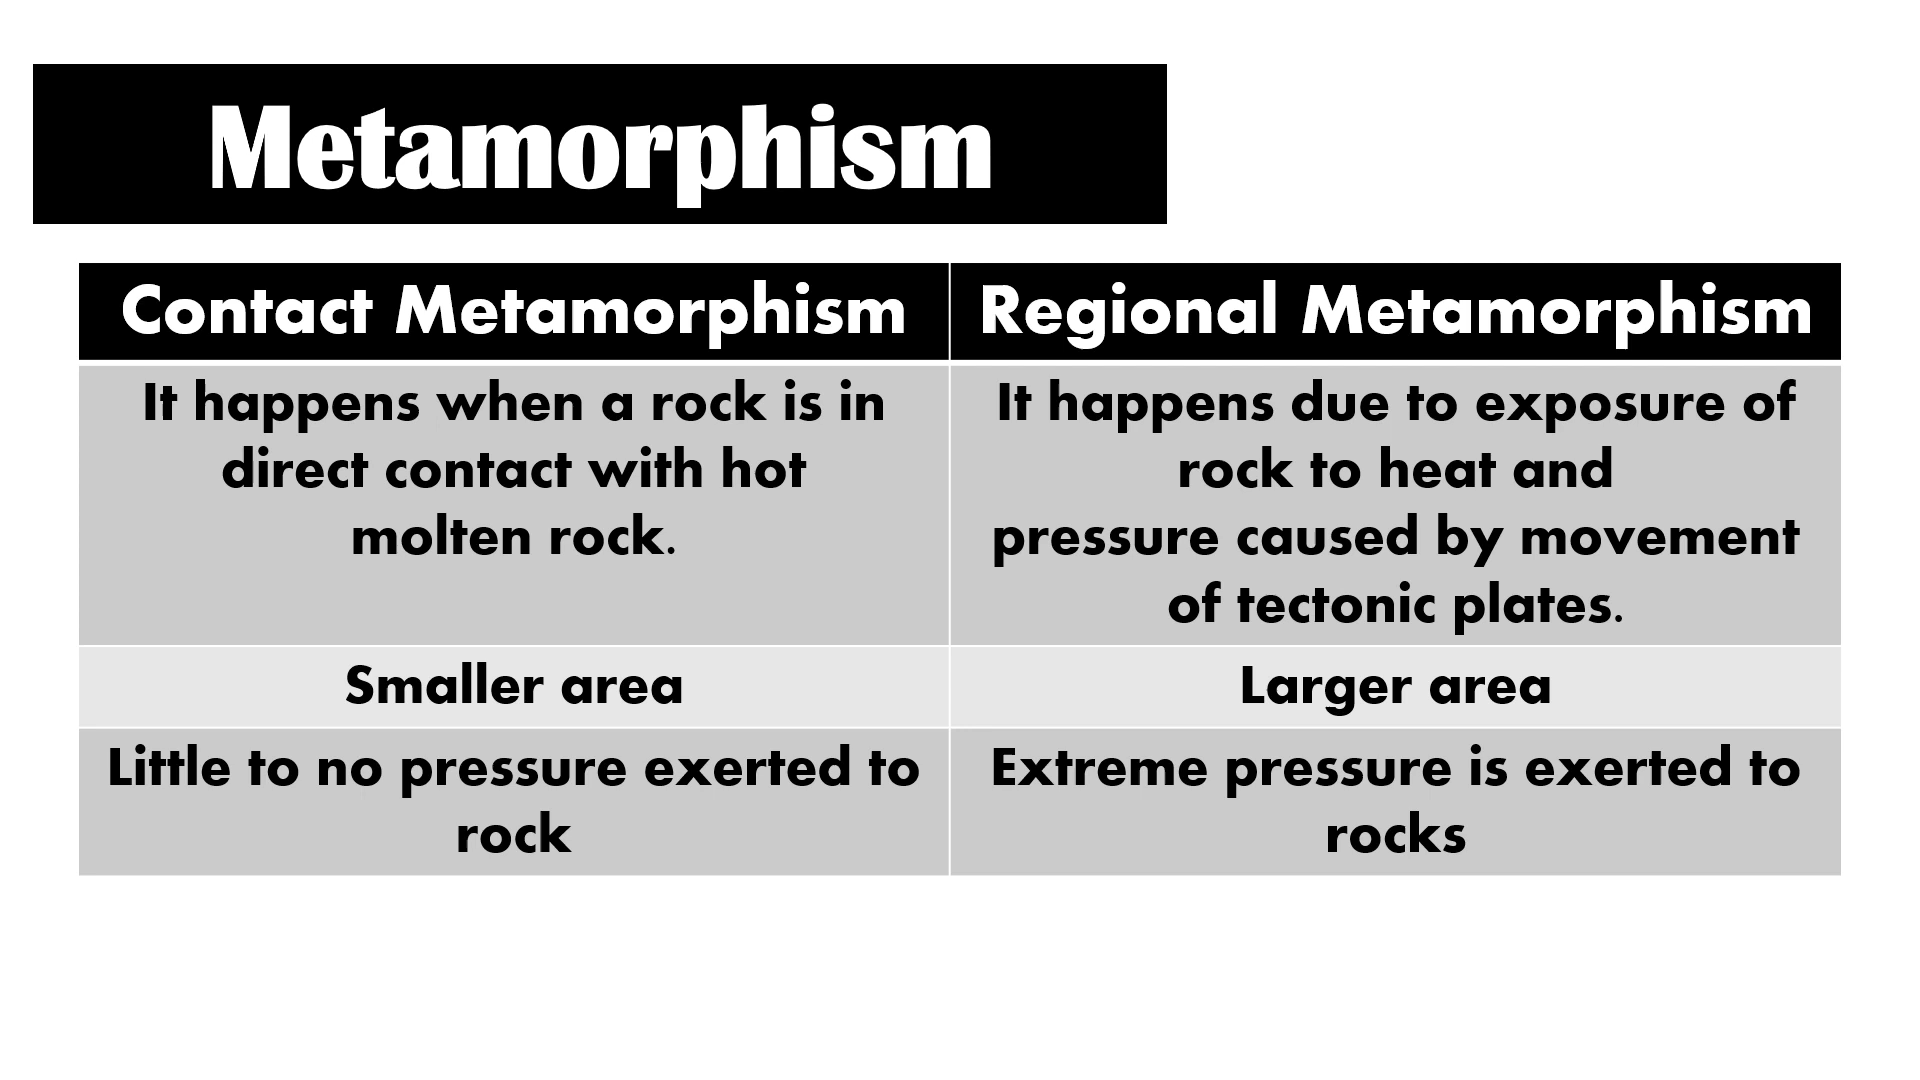 Metamorphism
Contact Metamorphism
Regional Metamorphism
It happens when a rock is in
direct contact with hot
molten rock.
It happens due to exposure of
rock to heat and
pressure caused by movement
of tectonic plates.
Smaller area
Larger area
Little to no pressure exerted to
rock
Extreme pressure is exerted to
rocks